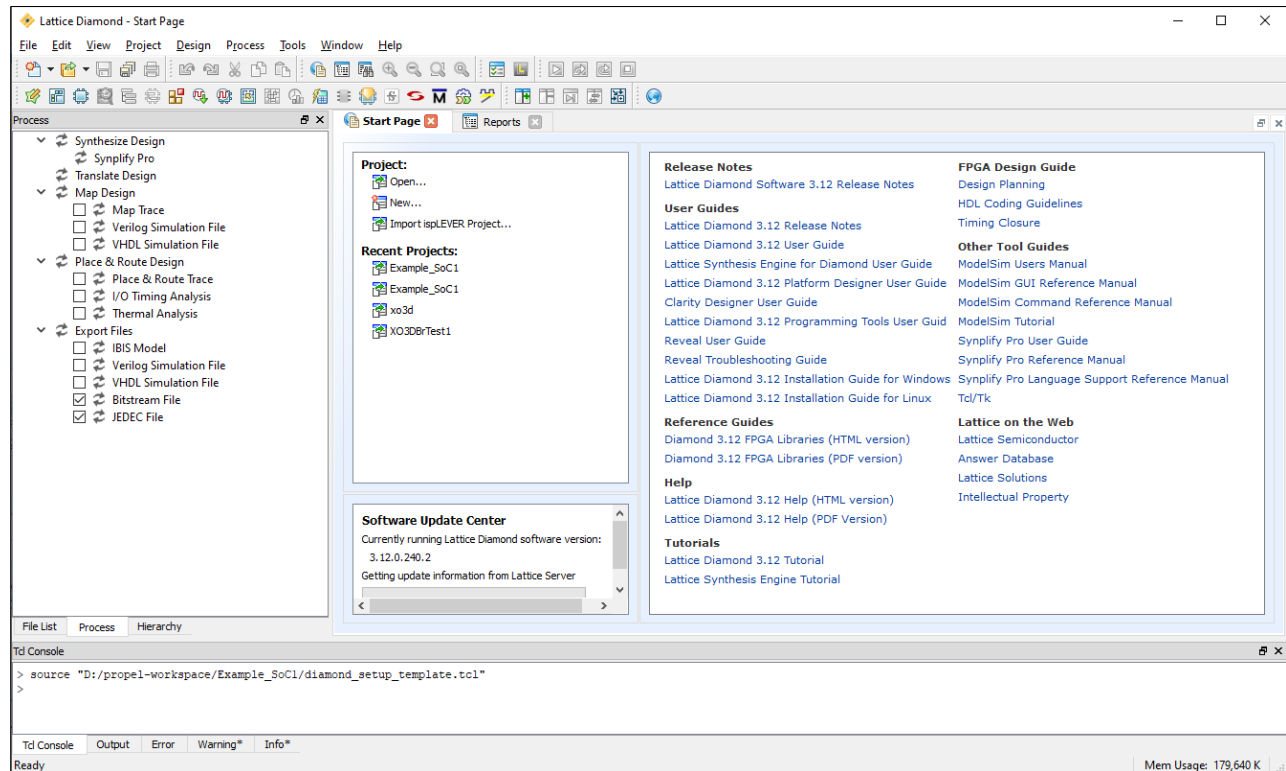 Lattice Diamond - Start Page
File Edit View Project Design Process Tools Window Help
Process
Synthesize Design
Synplify Pro
Translate Design
Map Design
Map Trace
Verilog Simulation File
VHDL Simulation File
Place & Route Design
Place & Route Trace
I/O Timing Analysis
Thermal Analysis
Export Files
IBIS Model
Verilog Simulation File
VHDL Simulation File
Bitstream File
JEDEC File
File List Process Hierarchy
Start Page Reports
Project:
Open...
New...
Import ispLEVER Project...
Recent Projects:
Example_SoC1
Example_SoC1
xo3d
XO3DBrTest1
Software Update Center
Currently running Lattice Diamond software version:
3.12.0.240.2
Getting update information from Lattice Server
Release Notes
Lattice Diamond Software 3.12 Release Notes
User Guides
Lattice Diamond 3.12 Release Notes
Lattice Diamond 3.12 User Guide
Lattice Synthesis Engine for Diamond User Guide
Lattice Diamond 3.12 Platform Designer User Guide
Clarity Designer User Guide
Lattice Diamond 3.12 Programming Tools User Guid
Reveal User Guide
Reveal Troubleshooting Guide
Lattice Diamond 3.12 Installation Guide for Windows
Lattice Diamond 3.12 Installation Guide for Linux
Reference Guides
Diamond 3.12 FPGA Libraries (HTML version)
Diamond 3.12 FPGA Libraries (PDF version)
Help
Lattice Diamond 3.12 Help (HTML version)
Lattice Diamond 3.12 Help (PDF Version)
Tutorials
Lattice Diamond 3.12 Tutorial
Lattice Synthesis Engine Tutorial
FPGA Design Guide
Design Planning
HDL Coding Guidelines
Timing Closure
Other Tool Guides
ModelSim Users Manual
ModelSim GUI Reference Manual
ModelSim Command Reference Manual
ModelSim Tutorial
Synplify Pro User Guide
Synplify Pro Reference Manual
Synplify Pro Language Support Reference Manual
Tcl/Tk
Lattice on the Web
Lattice Semiconductor
Answer Database
Lattice Solutions
Intellectual Property
Tcl Console
> source "D:/propel-workspace/Example_SoC1/diamond_setup_template.tcl"
>
Tcl Console Output Error Warning* Info*
Ready Mem Usage: 179,640 K